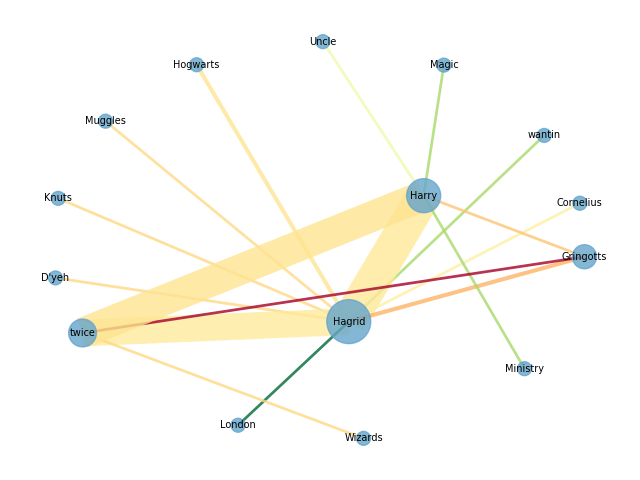 Uncle
Hogwarts
Magic
Muggles
wantin
Harry
Knuts
Cornelius
Gringotts
D'yeh
Hagrid
twice
Ministry
London
Wizards